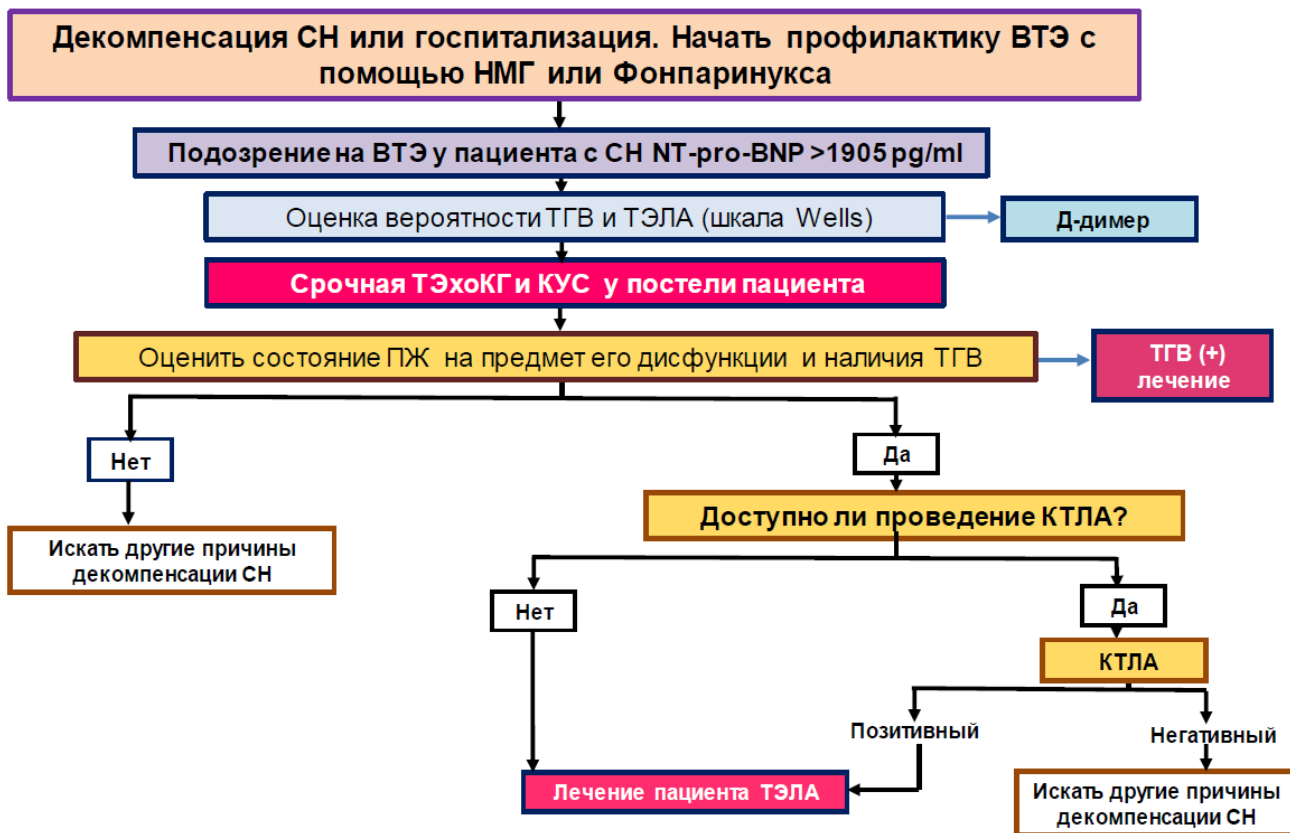 Декомпенсация СН или госпитализация. Начать профилактику ВТЭ с
помощью НМГ или Фонпаринукса
Подозрение на ВТЭ у пациента с СН NT-pro-BNP >1905 pg/ml
Оценка вероятности ТГВ и ТЭЛА (шкала Wells)
Д-димер
Срочная ТЭхоКГ и КУС у постели пациента
Оценить состояние ПЖ на предмет его дисфункции и наличия ТГВ
ТГВ (+)
лечение
Нет
Да
Искать другие причины
декомпенсации СН
Доступно ли проведение КТЛА?
Нет
Да
КТЛА
Позитивный
Негативный
Лечение пациента ТЭЛА
Искать другие причины
декомпенсации СН